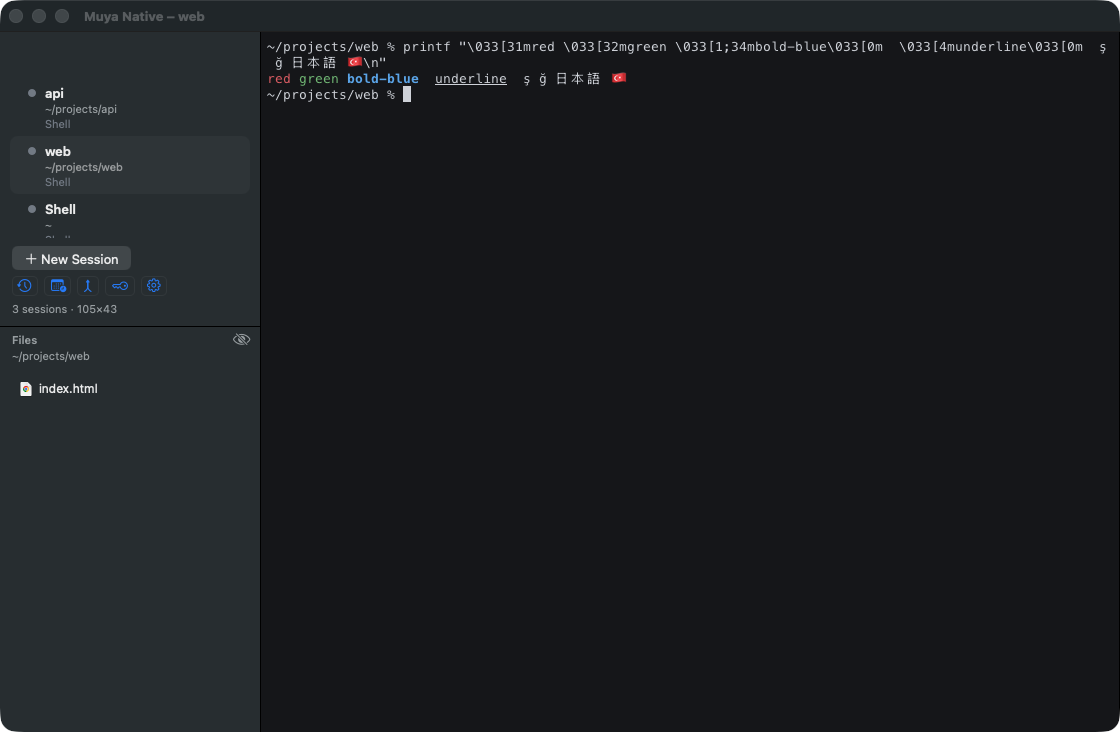 Muya Native — web
api
~/projects/api
Shell
web
~/projects/web
Shell
Shell
~
+ New Session
3 sessions · 105×43
Files
~/projects/web
index.html
~/projects/web % printf "\033[31mred \033[32mgreen \033[1;34mbold-blue\033[0m  \033[4munderline\033[0m  ş
ğ 日本語 🇹🇷\n"
red green bold-blue  underline  ş ğ 日本語 🇹🇷
~/projects/web %